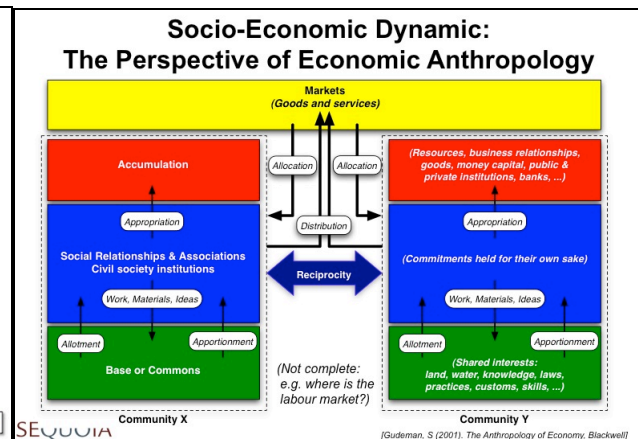 Socio-Economic Dynamic:
The Perspective of Economic Anthropology
Markets
(Goods and services)
Accumulation
Allocation
Allocation
(Resources, business relationships,
goods, money capital, public &
private institutions, banks, ...)
Appropriation
Appropriation
Distribution
Social Relationships & Associations
Civil society institutions
Reciprocity
(Commitments held for their own sake)
Work, Materials, Ideas
Work, Materials, Ideas
Allotment
Apportionment
Allotment
Apportionment
Base or Commons
(Not complete:
e.g. where is the
labour market?)
(Shared interests:
land, water, knowledge, laws,
practices, customs, skills, ...)
Community X
Community Y
SEQUOIA
[Gudeman, S (2001). The Anthropology of Economy, Blackwell]